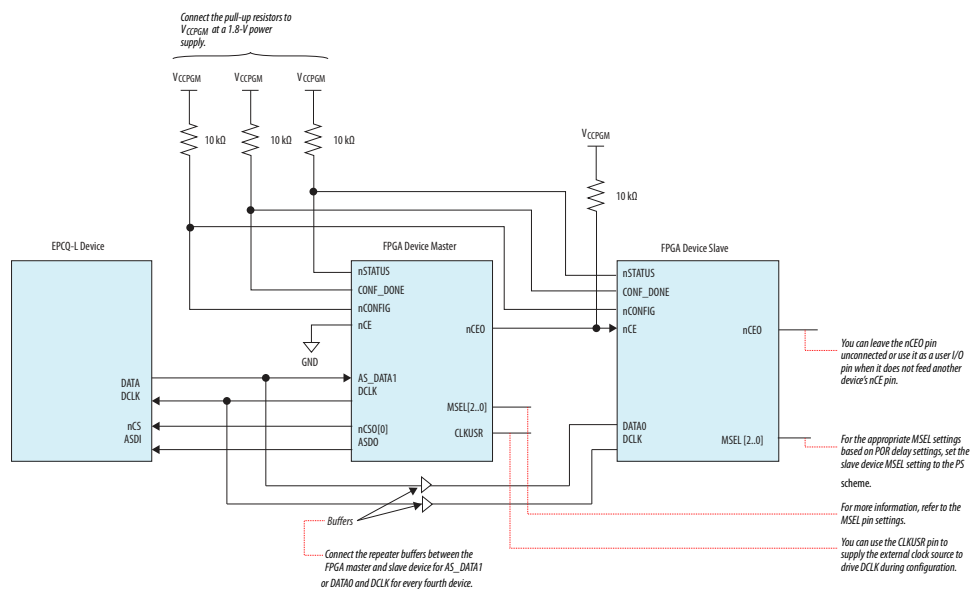 Connect the pull-up resistors to
VCCPGM at a 1.8-V power
supply.
VCCPGM
VCCPGM
VCCPGM
10 kΩ
10 kΩ
10 kΩ
VCCPGM
10 kΩ
EPCQ-L Device
FPGA Device Master
FPGA Device Slave
nSTATUS
CONF_DONE
nCONFIG
nCE
nCEO
GND
nSTATUS
CONF_DONE
nCONFIG
nCE
nCEO
You can leave the nCEO pin
unconnected or use it as a user I/O
pin when it does not feed another
device's nCE pin.
DATA
DCLK
nCS
ASDI
AS_DATA1
DCLK
nCSO[0]
ASDO
MSEL[2..0]
CLKUSR
DATA0
DCLK
MSEL [2..0]
For the appropriate MSEL settings
based on POR delay settings, set the
slave device MSEL setting to the PS
scheme.
For more information, refer to the
MSEL pin settings.
You can use the CLKUSR pin to
supply the external clock source to
drive DCLK during configuration.
Buffers
Connect the repeater buffers between the
FPGA master and slave device for AS_DATA1
or DATA0 and DCLK for every fourth device.